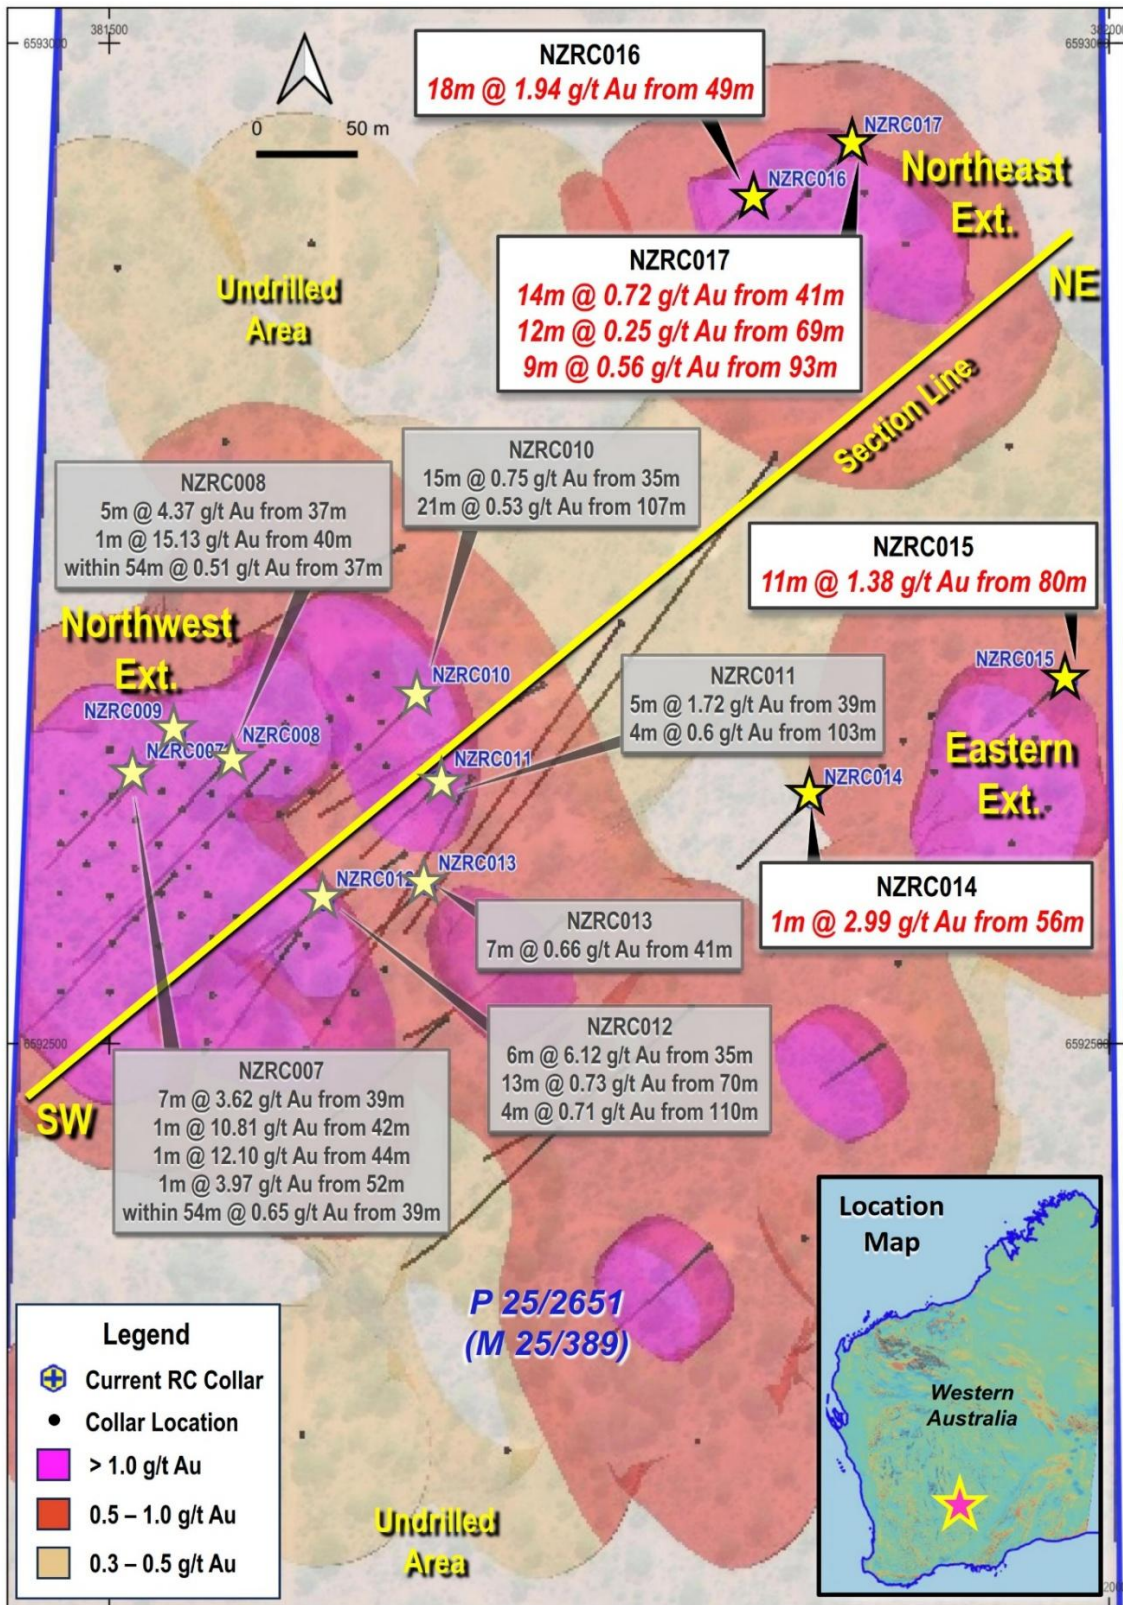 381500
382000
6593000
6593000
NZRC016
18m @ 1.94 g/t Au from 49m
0 50 m
NZRC017
NZRC016
Northeast
Ext.
NZRC017
14m @ 0.72 g/t Au from 41m
12m @ 0.25 g/t Au from 69m
9m @ 0.56 g/t Au from 93m
NE
Undrilled
Area
Section Line
NZRC010
15m @ 0.75 g/t Au from 35m
21m @ 0.53 g/t Au from 107m
NZRC008
5m @ 4.37 g/t Au from 37m
1m @ 15.13 g/t Au from 40m
within 54m @ 0.51 g/t Au from 37m
NZRC015
11m @ 1.38 g/t Au from 80m
Northwest
Ext.
NZRC015
NZRC010
NZRC011
5m @ 1.72 g/t Au from 39m
4m @ 0.6 g/t Au from 103m
NZRC009
NZRC007
NZRC008
NZRC011
NZRC014
Eastern
Ext.
NZRC012
NZRC013
NZRC014
1m @ 2.99 g/t Au from 56m
NZRC013
7m @ 0.66 g/t Au from 41m
NZRC012
6m @ 6.12 g/t Au from 35m
13m @ 0.73 g/t Au from 70m
4m @ 0.71 g/t Au from 110m
6592500
6592500
SW
NZRC007
7m @ 3.62 g/t Au from 39m
1m @ 10.81 g/t Au from 42m
1m @ 12.10 g/t Au from 44m
1m @ 3.97 g/t Au from 52m
within 54m @ 0.65 g/t Au from 39m
P 25/2651
(M 25/389)
Location
Map
Western
Australia
Legend
Current RC Collar
Collar Location
> 1.0 g/t Au
0.5 – 1.0 g/t Au
0.3 – 0.5 g/t Au
Undrilled
Area